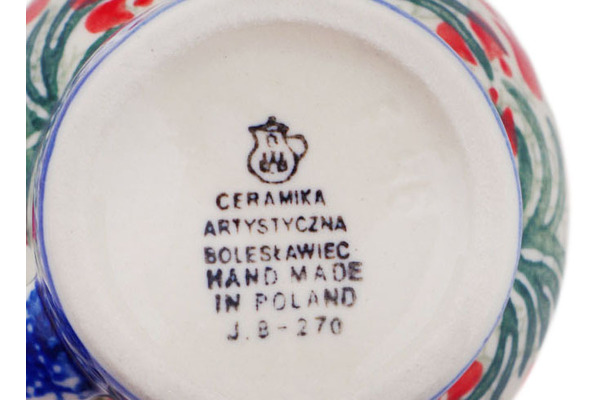 CERAMIKA
ARTYSTYCZNA
BOLESŁAWIEC
HAND MADE
IN POLAND
J.B-270